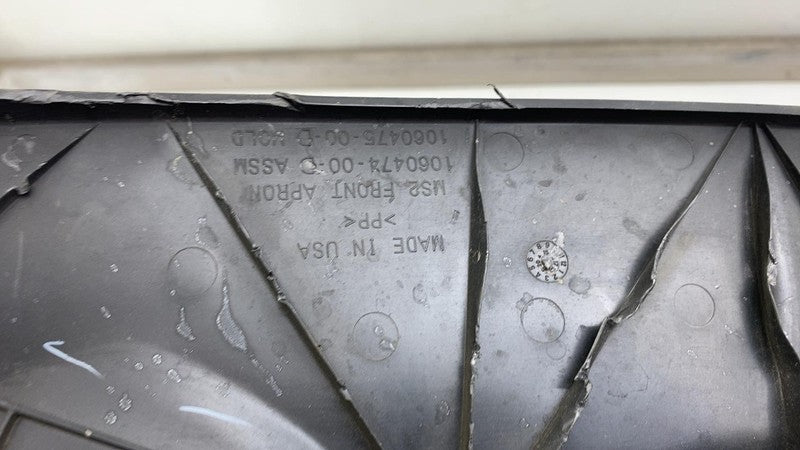 MADE IN USA
>PP<
MS2 FRONT APRON
1060474-00-D ASSM
1060475-00-D MOLD